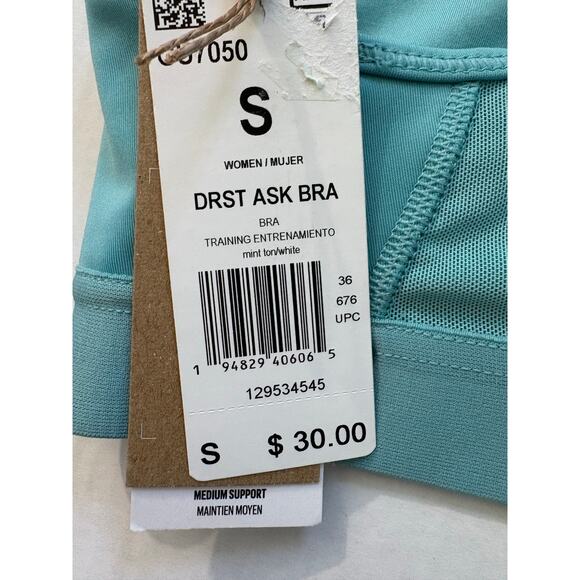 7050
S
WOMEN / MUJER
DRST ASK BRA
BRA
TRAINING ENTRENAMIENTO
mint ton/white
36
676
UPC
1 94829 40606 5
129534545
S $ 30.00
MEDIUM SUPPORT
MAINTIEN MOYEN